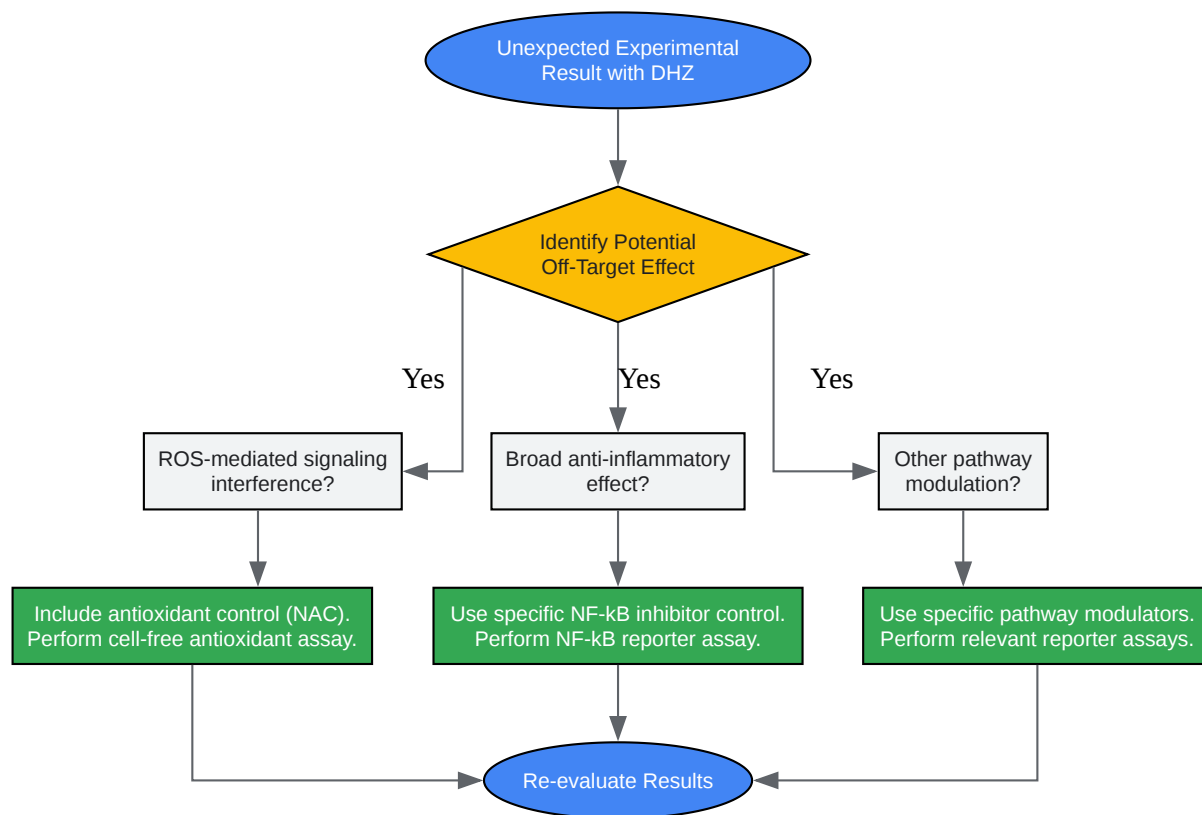 Unexpected Experimental
Result with DHZ
Identify Potential
Off-Target Effect
Yes
Yes
Yes
ROS-mediated signaling
interference?
Broad anti-inflammatory
effect?
Other pathway
modulation?
Include antioxidant control (NAC).
Perform cell-free antioxidant assay.
Use specific NF-kB inhibitor control.
Perform NF-kB reporter assay.
Use specific pathway modulators.
Perform relevant reporter assays.
Re-evaluate Results